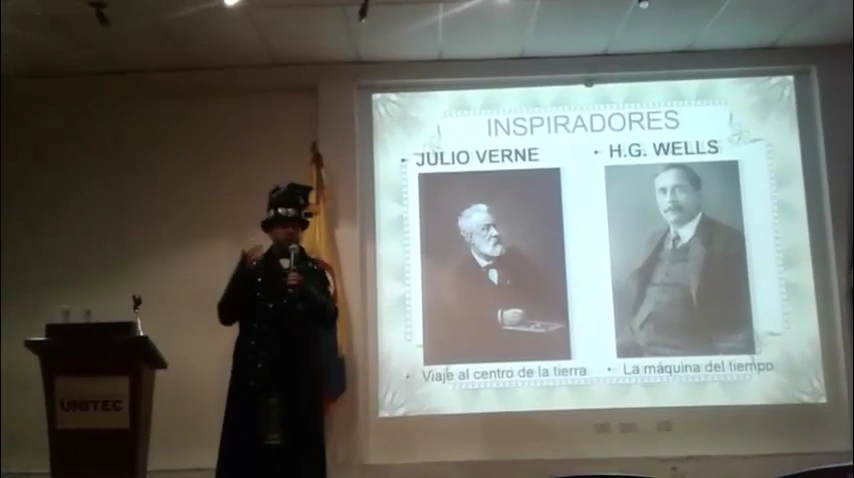 INSPIRADORES
• JULIO VERNE
• H.G. WELLS
• Viaje al centro de la tierra
• La máquina del tiempo
UNITEC